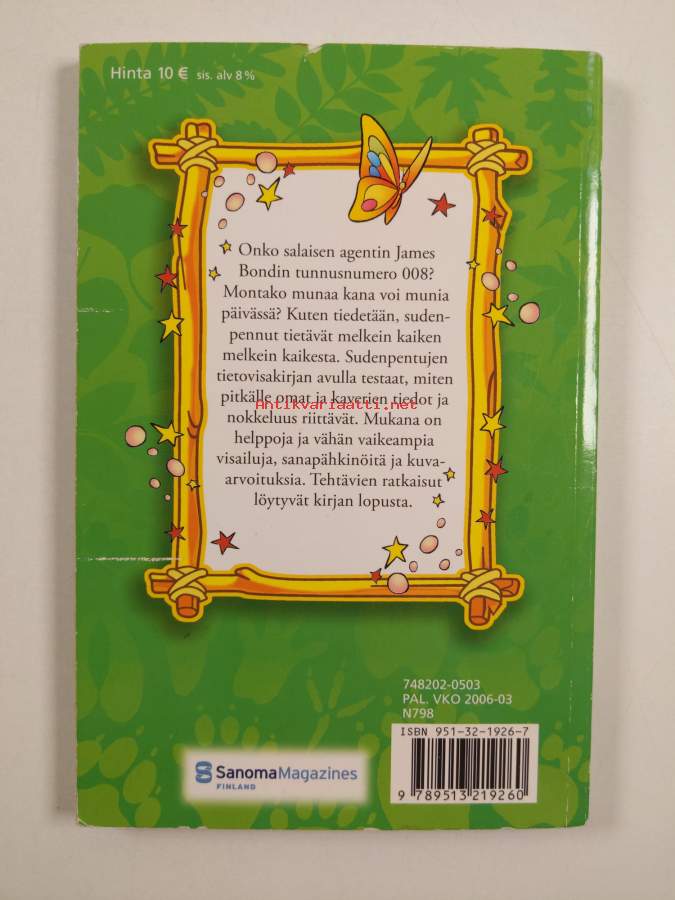 Hinta 10 € sis. alv 8 %
Onko salaisen agentin James
Bondin tunnusnumero 008?
Montako munaa kana voi munia
päivässä? Kuten tiedetään, suden-
pennut tietävät melkein kaiken
melkein kaikesta. Sudenpentujen
tietovisakirjan avulla testaat, miten
pitkälle omat ja kaverien tiedot ja
Antikvariaatti.net
nokkeluus riittävät. Mukana on
helppoja ja vähän vaikeampia
visailuja, sanapähkinöitä ja kuva-
arvoituksia. Tehtävien ratkaisut
löytyvät kirjan lopusta.
748202-0503
PAL. VKO 2006-03
N798
ISBN 951-32-1926-7
9 789513 219260
SanomaMagazines
FINLAND